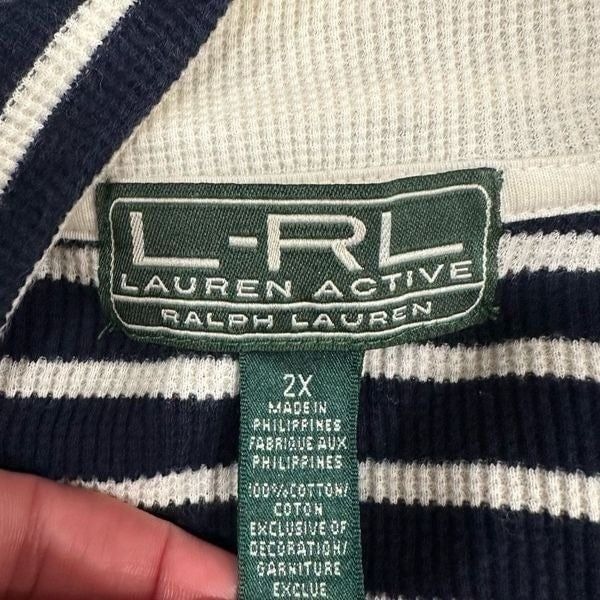 L-RL
LAUREN ACTIVE
RALPH LAUREN
2X
MADE IN
PHILIPPINES
FABRIQUE AUX
PHILIPPINES
100%COTTON/
COTON
EXCLUSIVE OF
DECORATION/
GARNITURE
EXCLUE